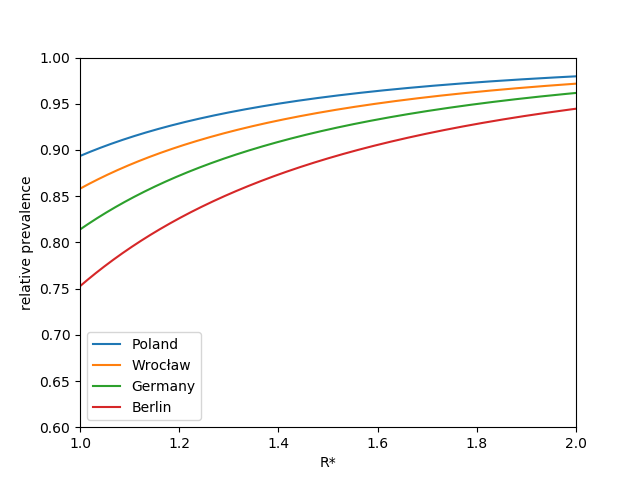 1.00
0.95
0.90
0.85
0.80
0.75
0.70
0.65
0.60
relative prevalence
Poland
Wrocław
Germany
Berlin
1.0 1.2 1.4 1.6 1.8 2.0
R*